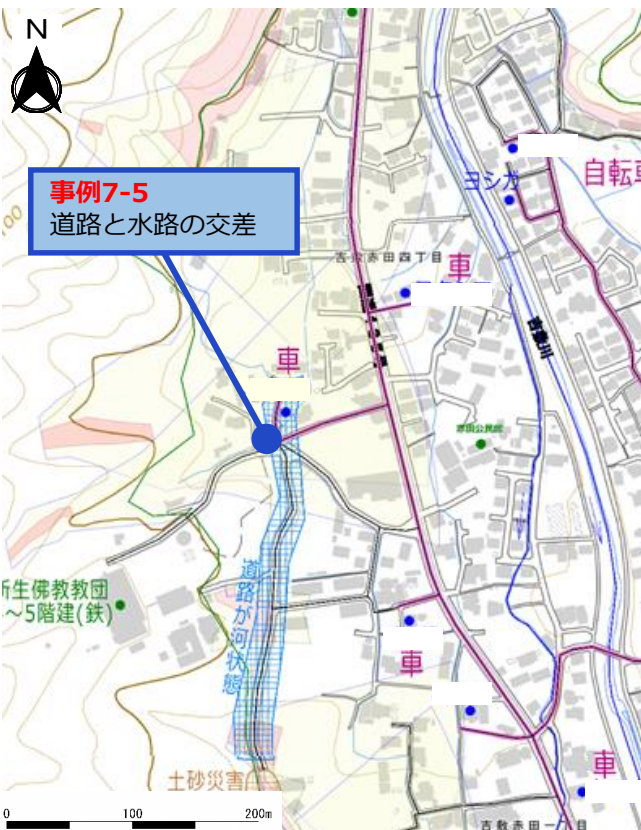 N
事例7-5
道路と水路の交差
100
ヨシガ
自転車
吉敷赤田四丁目
車
吉敷川
車
赤田公民館
新生佛教教団
～5階建(鉄)
道路が河状態
車
土砂災害
車
0 100 200m
吉敷赤田一丁目